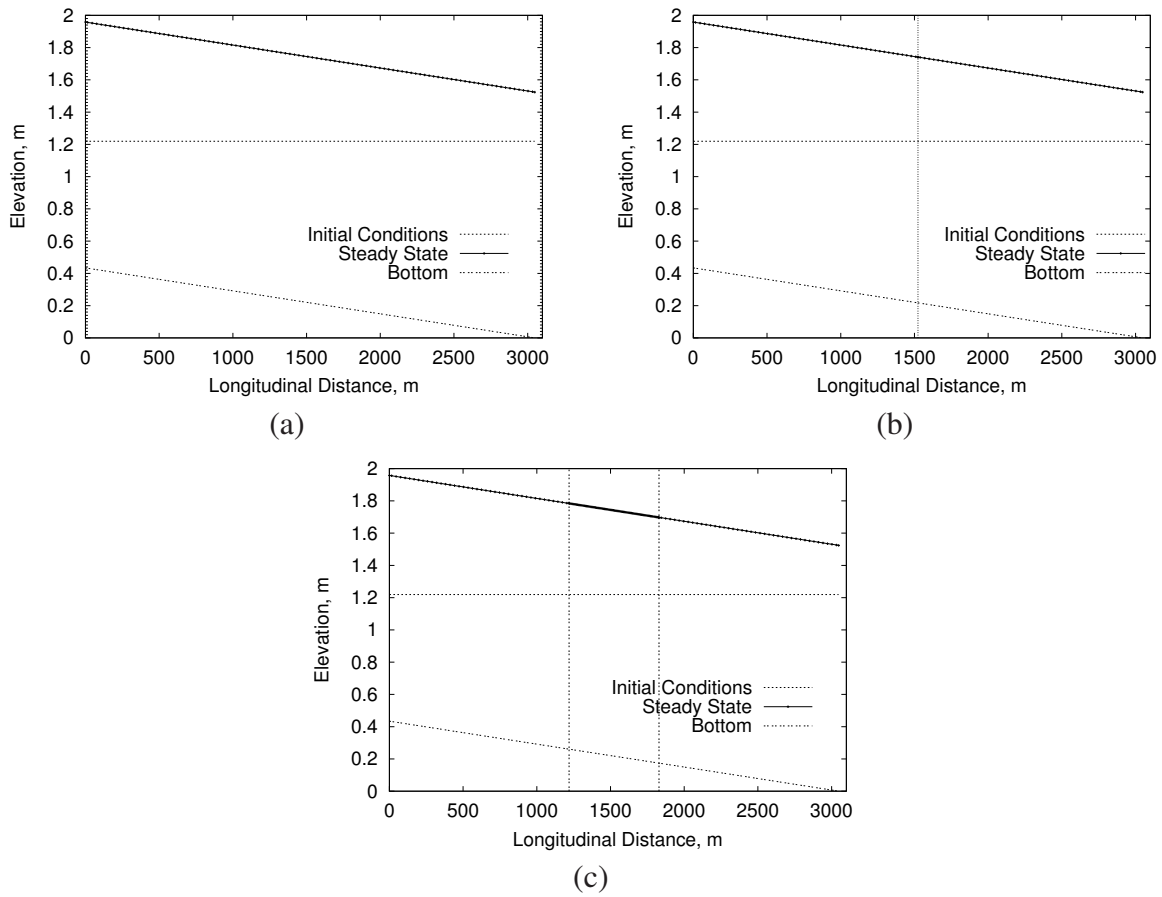 2
1.8
1.6
1.4
1.2
1
1.8
1.6
0.4
0.2
0
Elevation, m
Initial Conditions
Steady State
Bottom
0 500 1000 1500 2000 2500 3000
Longitudinal Distance, m
(a)
2
1.8
1.6
1.4
1.2
1
1.8
0.6
0.4
0.2
0
Elevation, m
Initial Conditions
Steady State
Bottom
0 500 1000 1500 2000 2500 3000
Longitudinal Distance, m
(b)
2
1.8
1.6
1.4
1.2
1
0.8
0.6
0.4
0.2
0
Elevation, m
Initial Conditions
Steady State
Bottom
0 500 1000 1500 2000 2500 3000
Longitudinal Distance, m
(c)